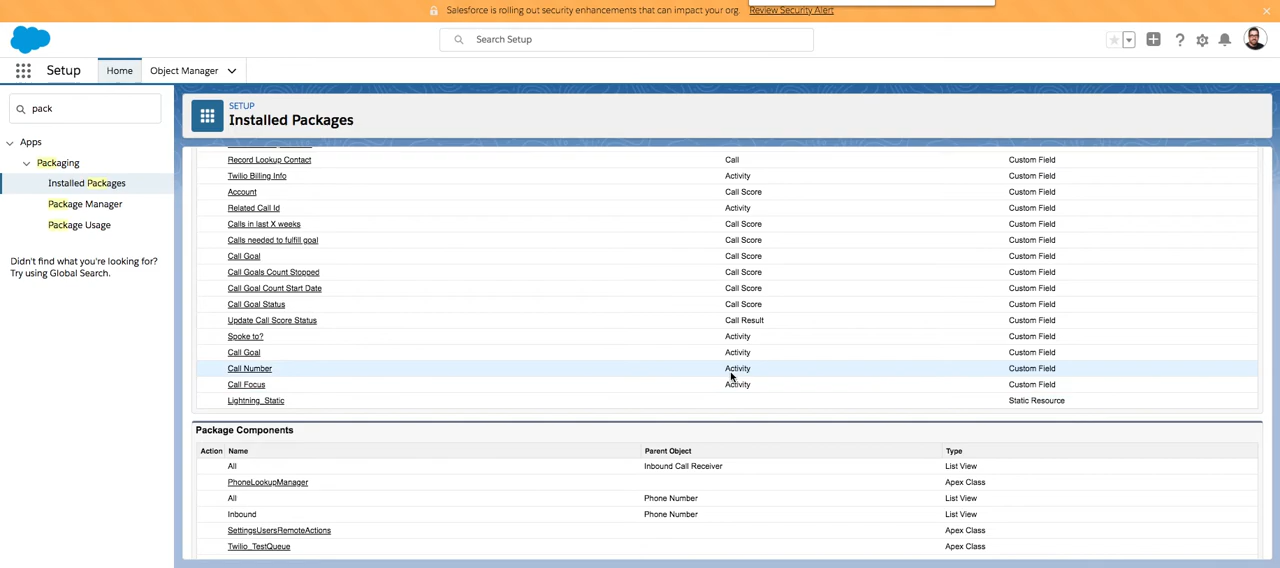 Salesforce is rolling out security enhancements that can impact your org. Review Security Alert
Search Setup
Setup Home Object Manager
pack
SETUP
Installed Packages
Apps
Packaging
Installed Packages
Package Manager
Package Usage
Didn't find what you're looking for?
Try using Global Search.
Record Lookup Contact Call Custom Field
Twilio Billing Info Activity Custom Field
Account Call Score Custom Field
Related Call Id Activity Custom Field
Calls in last X weeks Call Score Custom Field
Calls needed to fulfill goal Call Score Custom Field
Call Goal Call Score Custom Field
Call Goals Count Stopped Call Score Custom Field
Call Goal Count Start Date Call Score Custom Field
Call Goal Status Call Score Custom Field
Update Call Score Status Call Result Custom Field
Spoke to? Activity Custom Field
Call Goal Activity Custom Field
Call Number Activity Custom Field
Call Focus Activity Custom Field
Lightning_Static Static Resource
Package Components
Action Name Parent Object Type
All Inbound Call Receiver List View
PhoneLookupManager Apex Class
All Phone Number List View
Inbound Phone Number List View
SettingsUsersRemoteActions Apex Class
Twilio_TestQueue Apex Class